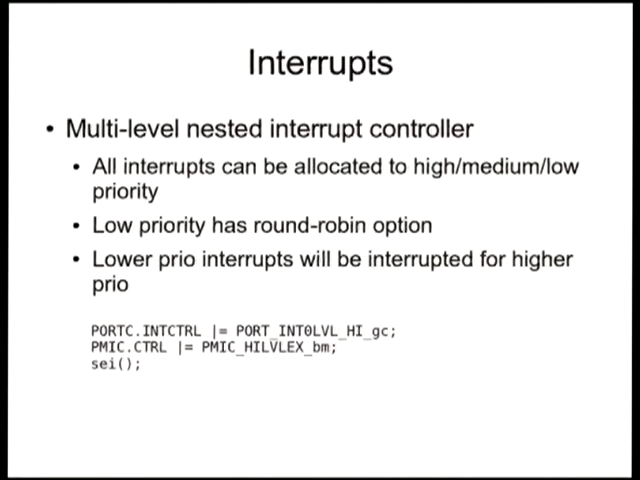 Interrupts
• Multi-level nested interrupt controller
• All interrupts can be allocated to high/medium/low
priority
• Low priority has round-robin option
• Lower prio interrupts will be interrupted for higher
prio
PORTC.INTCTRL |= PORT_INT0LVL_HI_gc;
PMIC.CTRL |= PMIC_HILVLEX_bm;
sei();